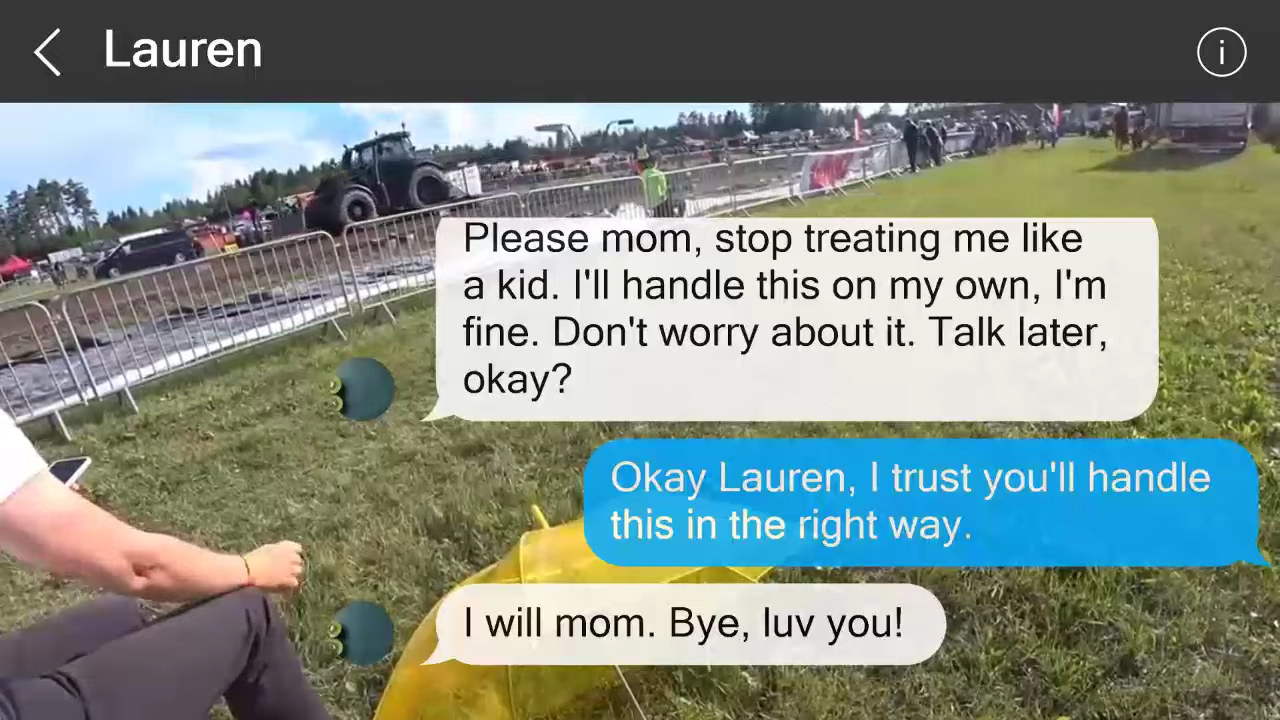 Lauren
Please mom, stop treating me like
a kid. I'll handle this on my own, I'm
fine. Don't worry about it. Talk later,
okay?
Okay Lauren, I trust you'll handle
this in the right way.
I will mom. Bye, luv you!